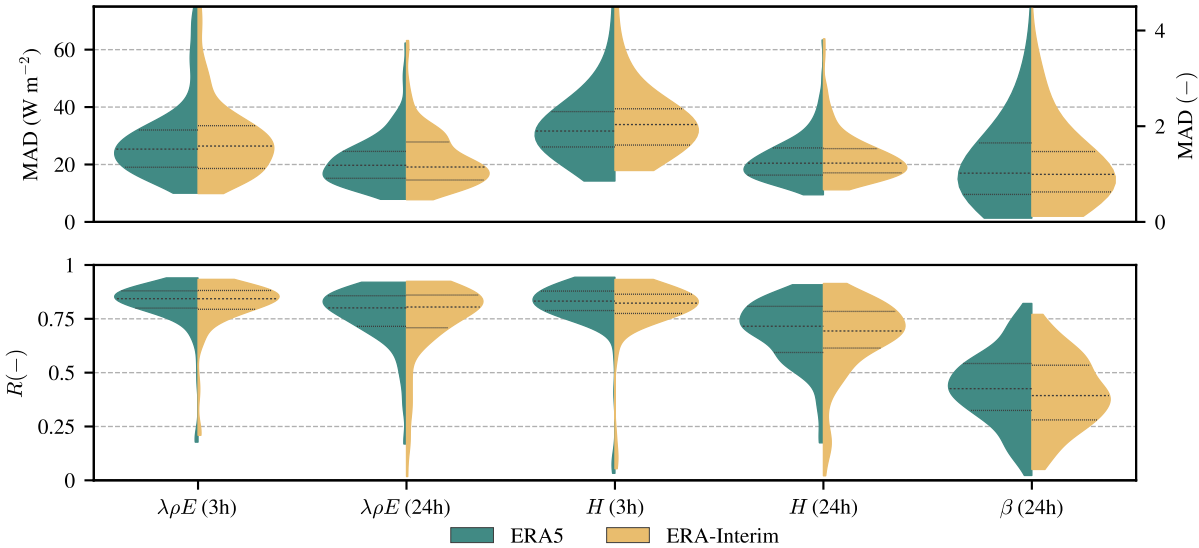 MAD (W m⁻²)
60
40
20
0
4
2
0
MAD (−)
R(−)
1
0.75
0.5
0.25
0
λρE (3h)
λρE (24h)
H (3h)
H (24h)
β (24h)
ERA5
ERA-Interim